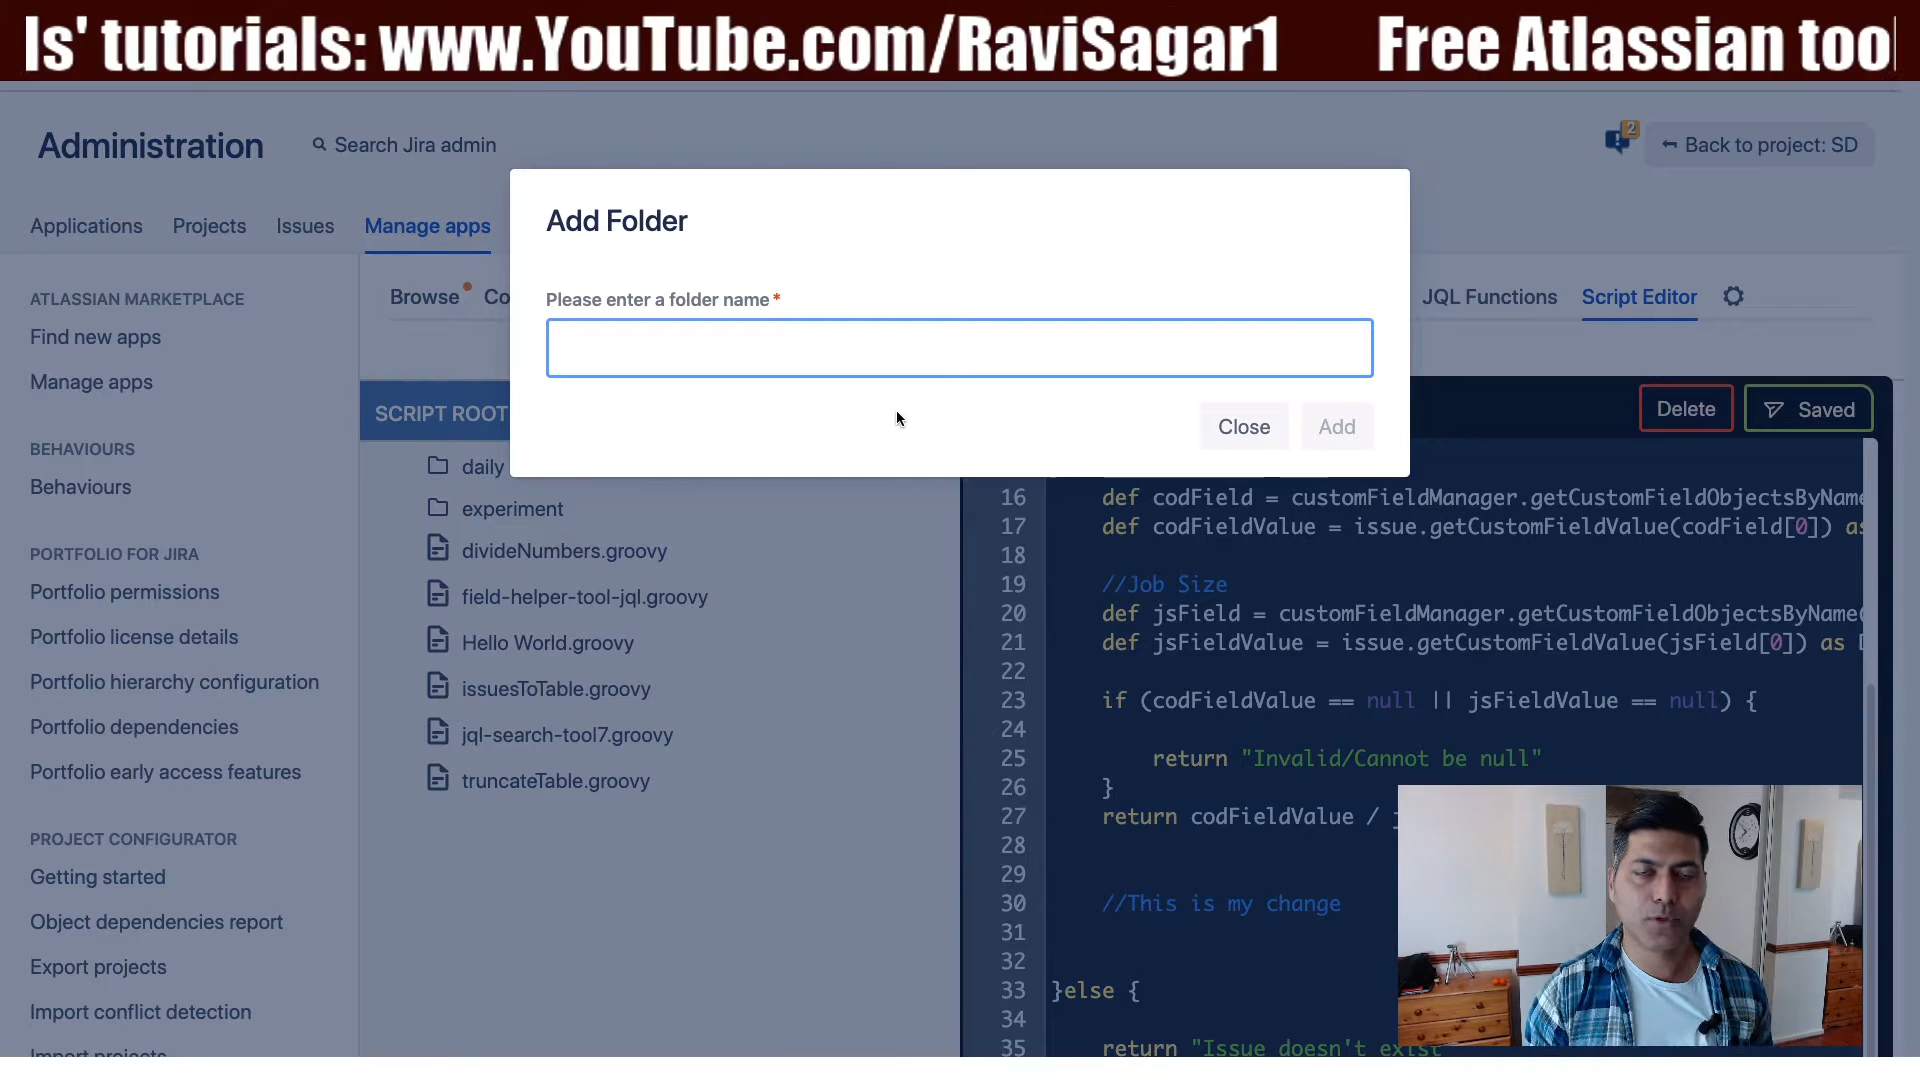 ls' tutorials: www.YouTube.com/RaviSagar1 Free Atlassian too
Administration
Search Jira admin
2
Back to project: SD
Applications
Projects
Issues
Manage apps
Add Folder
Please enter a folder name *
Close
Add
Browse
Co
JQL Functions
Script Editor
ATLASSIAN MARKETPLACE
Find new apps
Manage apps
BEHAVIOURS
Behaviours
PORTFOLIO FOR JIRA
Portfolio permissions
Portfolio license details
Portfolio hierarchy configuration
Portfolio dependencies
Portfolio early access features
PROJECT CONFIGURATOR
Getting started
Object dependencies report
Export projects
Import conflict detection
Import projects
SCRIPT ROOT
daily
experiment
divideNumbers.groovy
field-helper-tool-jql.groovy
Hello World.groovy
issuesToTable.groovy
jql-search-tool7.groovy
truncateTable.groovy
Delete
Saved
16 def codField = customFieldManager.getCustomFieldObjectsByName
17 def codFieldValue = issue.getCustomFieldValue(codField[0]) as
18
19 //Job Size
20 def jsField = customFieldManager.getCustomFieldObjectsByName(
21 def jsFieldValue = issue.getCustomFieldValue(jsField[0]) as
22
23 if (codFieldValue == null || jsFieldValue == null) {
24
25 return "Invalid/Cannot be null"
26 }
27 return codFieldValue /
28
29
30 //This is my change
31
32
33 }else {
34
35 return "Issue doesn't exist